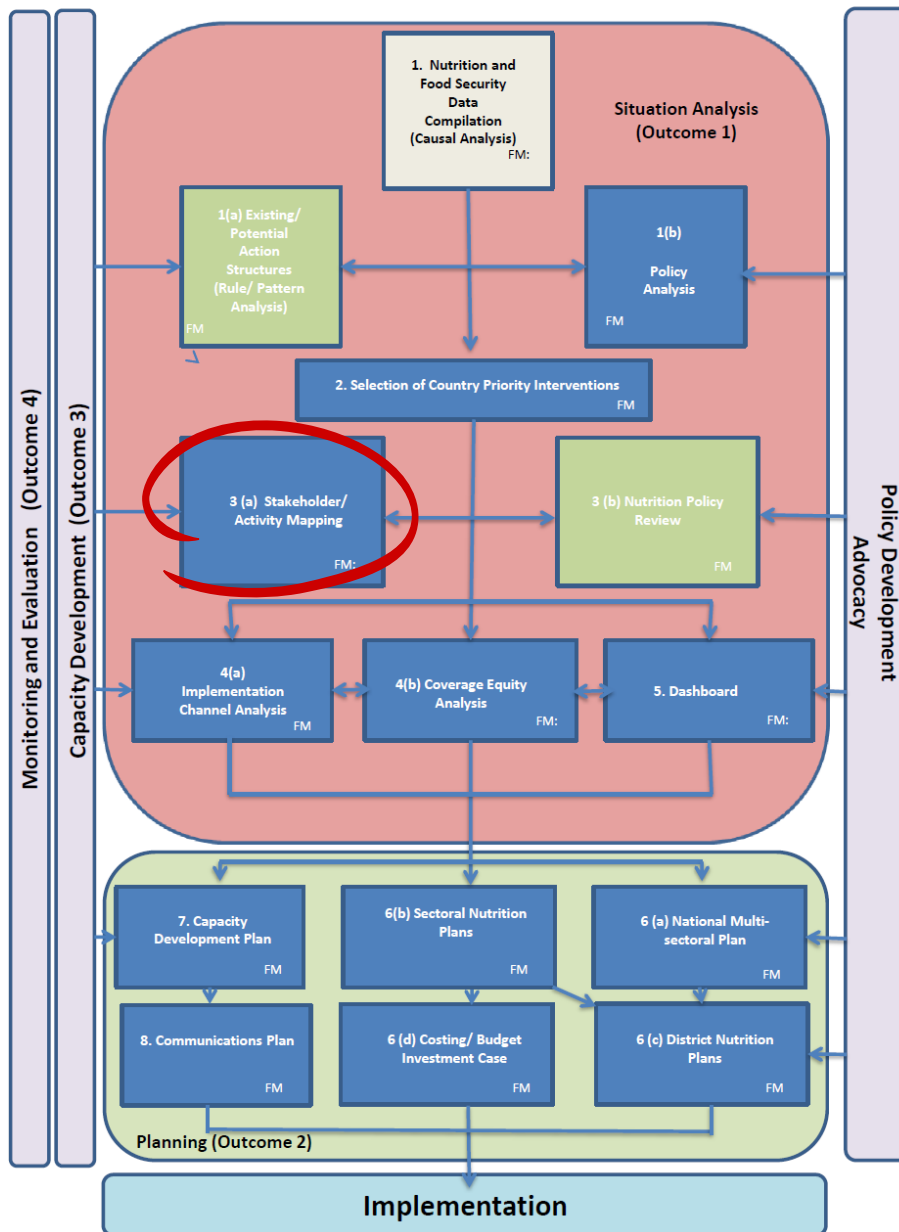 1. Nutrition and
Food Security
Data
Compilation
(Causal Analysis)
FM:
Situation Analysis
(Outcome 1)
1(a) Existing/
Potential
Action
Structures
(Rule/ Pattern
Analysis)
FM
1(b)
Policy
Analysis
FM
2. Selection of Country Priority Interventions
FM
3 (a) Stakeholder/
Activity Mapping
FM:
3 (b) Nutrition Policy
Review
FM
4(a)
Implementation
Channel Analysis
FM
4(b) Coverage Equity
Analysis
FM:
5. Dashboard
FM:
7. Capacity
Development Plan
FM
6(b) Sectoral Nutrition
Plans
FM
6 (a) National Multi-
sectoral Plan
FM
8. Communications Plan
FM
6 (d) Costing/ Budget
Investment Case
FM
6 (c) District Nutrition
Plans
FM
Planning (Outcome 2)
Implementation
Monitoring and Evaluation (Outcome 4)
Capacity Development (Outcome 3)
Policy Development
Advocacy